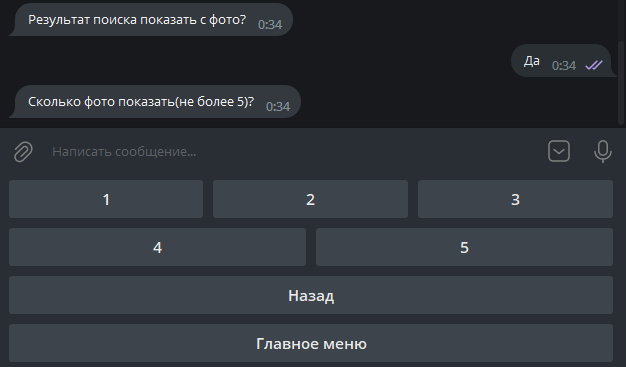 Результат поиска показать с фото? 0:34
Да 0:34
Сколько фото показать(не более 5)? 0:34
Написать сообщение...
1 2 3
4 5
Назад
Главное меню